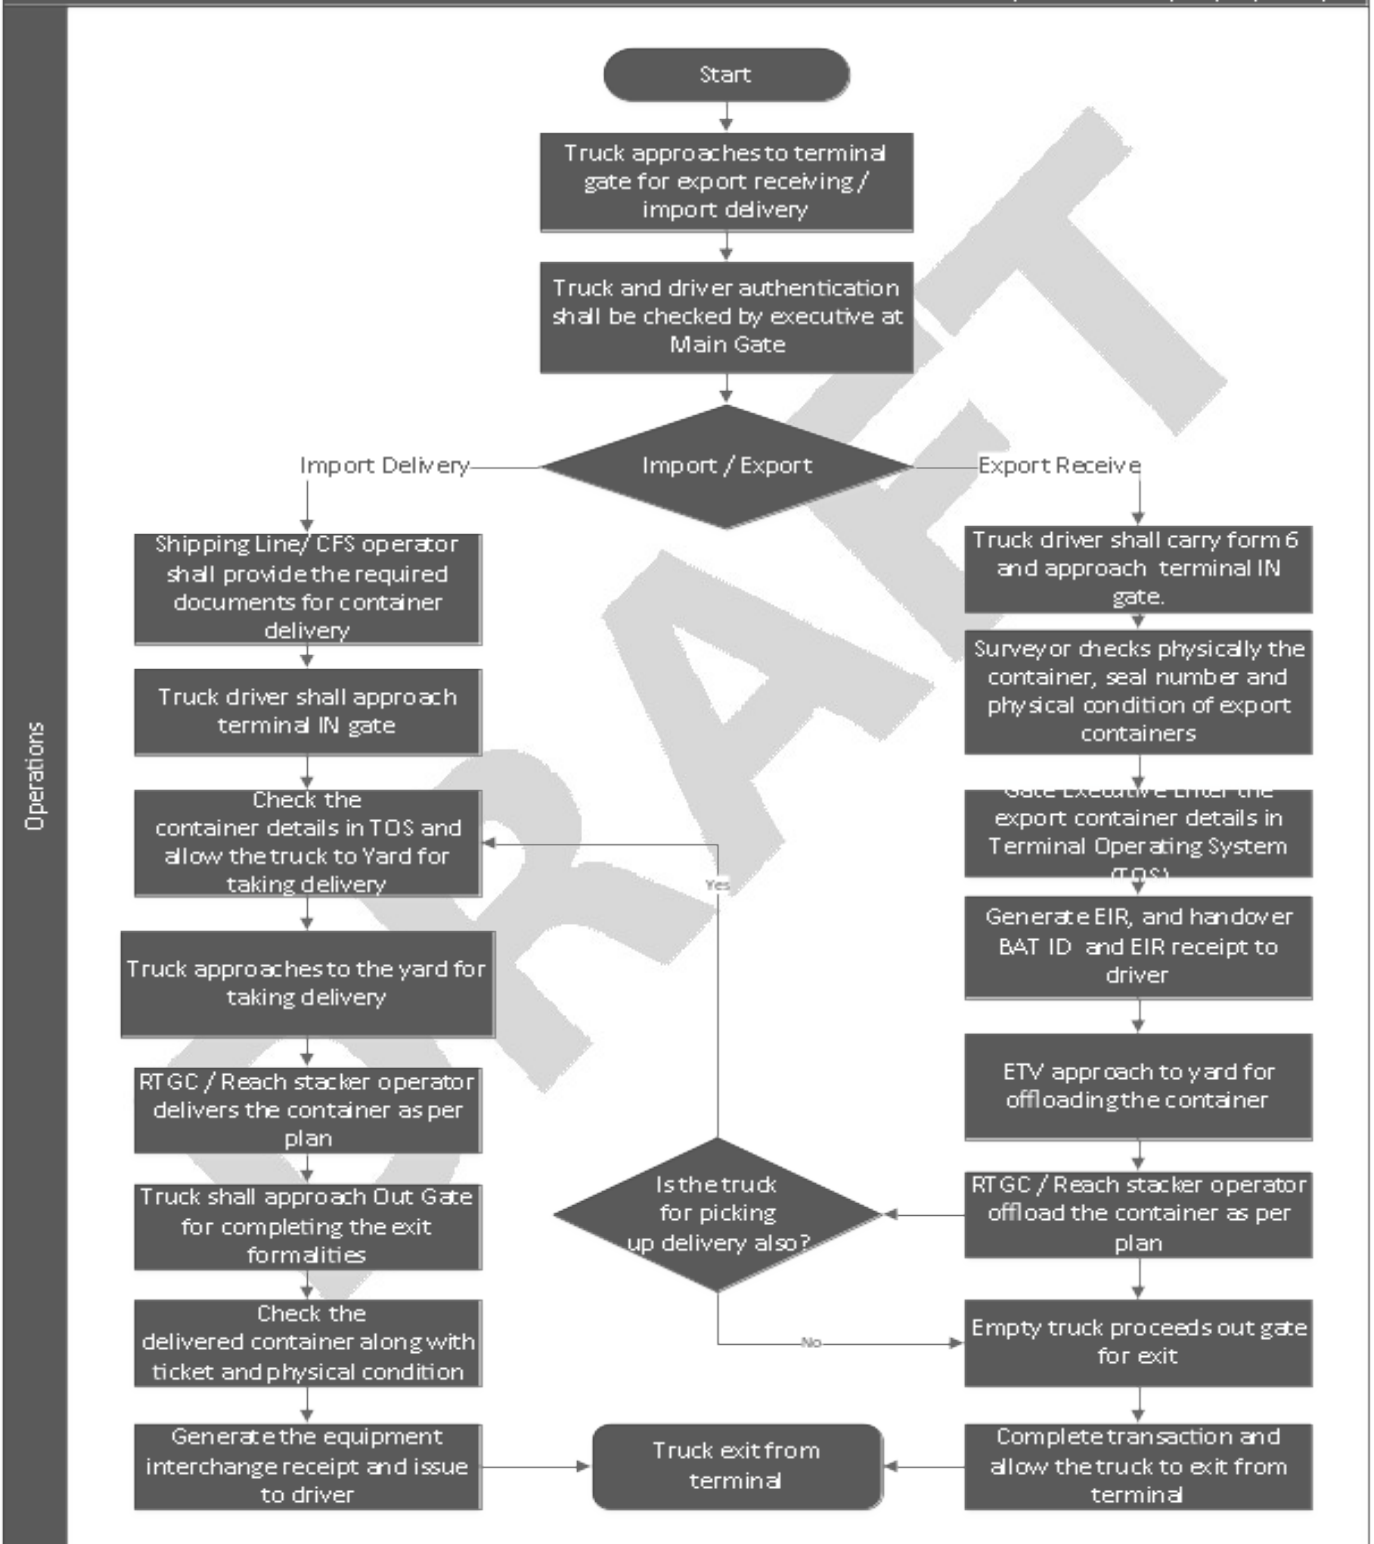 Operations
Start
Truck approaches to terminal
gate for export receiving /
import delivery
Truck and driver authentication
shall be checked by executive at
Main Gate
Import / Export
Import Delivery
Export Receive
Shipping Line/ CFS operator
shall provide the required
documents for container
delivery
Truck driver shall approach
terminal IN gate
Check the
container details in TOS and
allow the truck to Yard for
taking delivery
Truck approaches to the yard for
taking delivery
RTGC / Reach stacker operator
delivers the container as per
plan
Truck shall approach Out Gate
for completing the exit
formalities
Check the
delivered container along with
ticket and physical condition
Generate the equipment
interchange receipt and issue
to driver
Truck driver shall carry form 6
and approach terminal IN
gate.
Surveyor checks physically the
container, seal number and
physical condition of export
containers
Gate Executive Enter the
export container details in
Terminal Operating System
(TOS)
Generate EIR, and handover
BAT ID and EIR receipt to
driver
ETV approach to yard for
offloading the container
RTGC / Reach stacker operator
offload the container as per
plan
Is the truck
for picking
up delivery also?
Yes
No
Empty truck proceeds out gate
for exit
Complete transaction and
allow the truck to exit from
terminal
Truck exit from
terminal
DRAFT